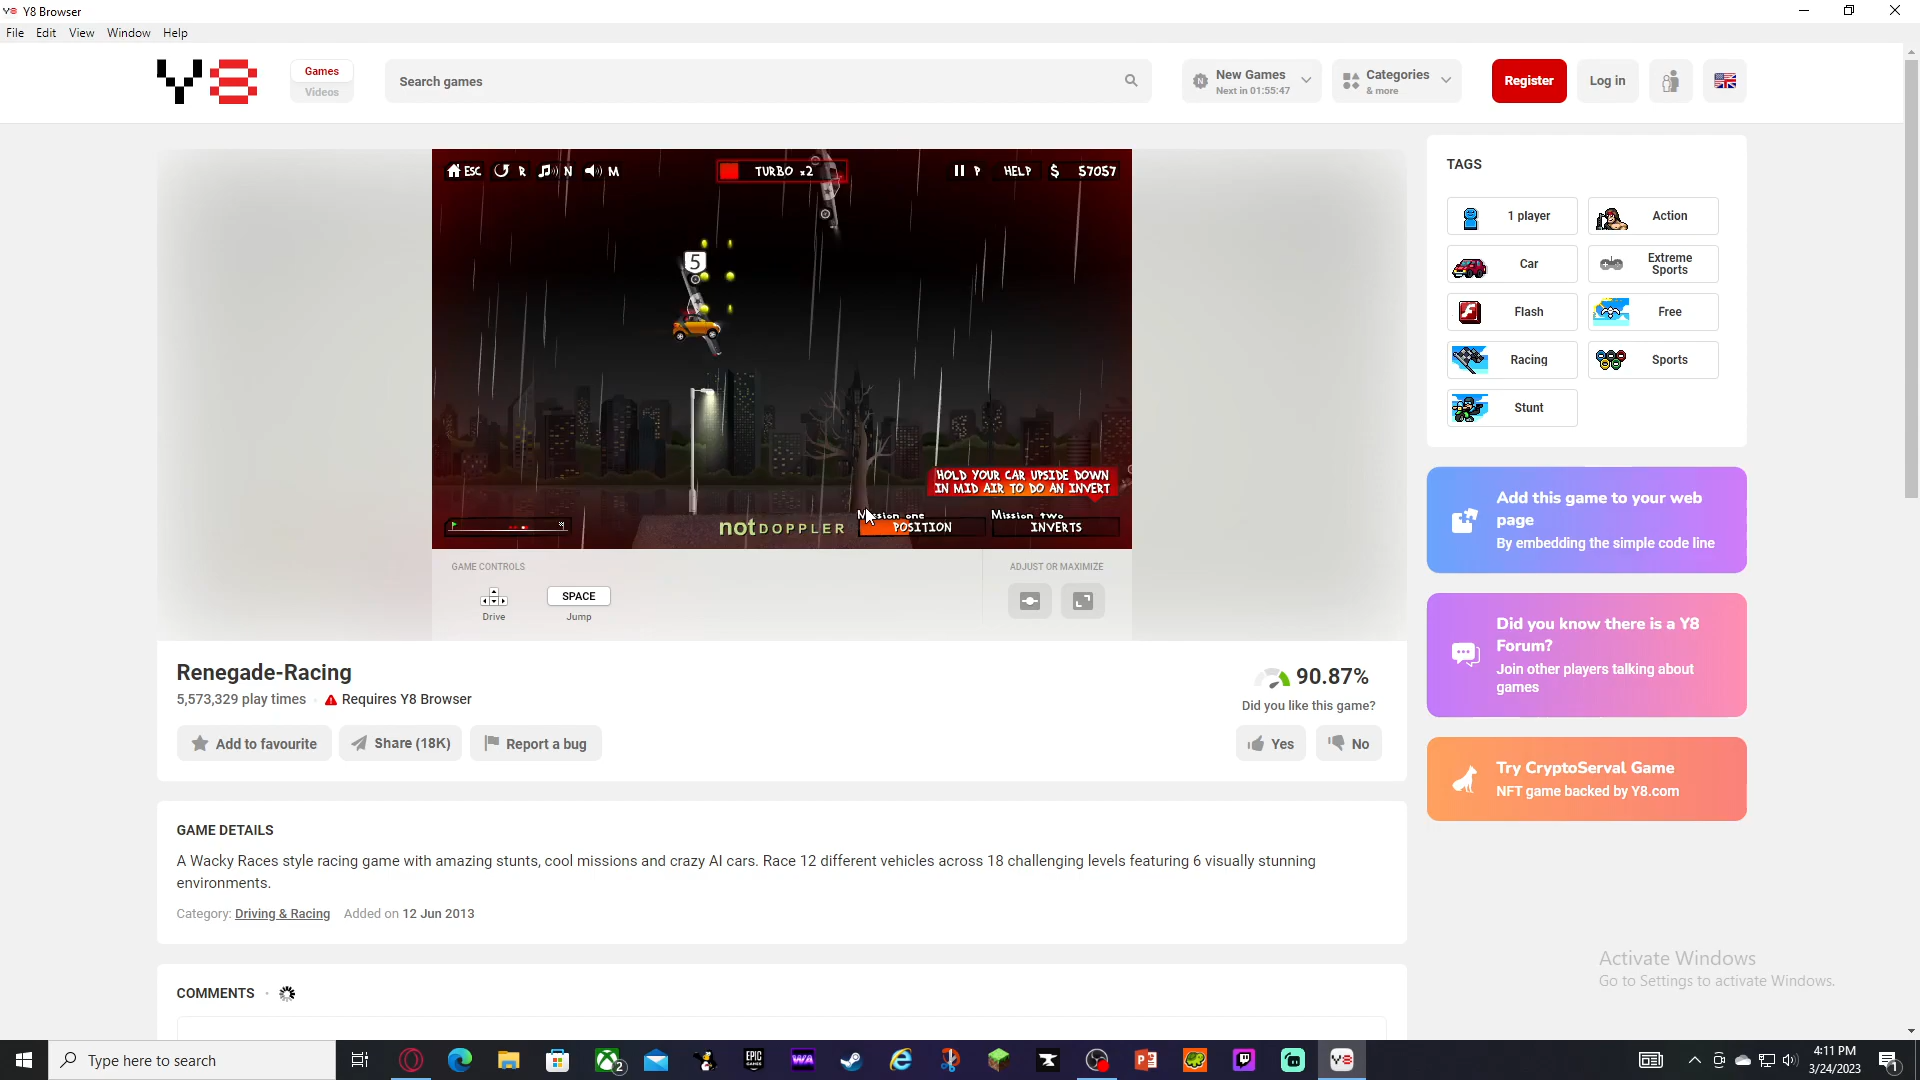 Y8 Browser
File Edit View Window Help
Y8
Games
Videos
Search games
New Games
Next in 01:55:47
Categories
& more
Register
Log in
ESC R N M
TURBO x2
P HELP $ 57057
5
HOLD YOUR CAR UPSIDE DOWN
IN MID AIR TO DO AN INVERT
Mission one
POSITION
Mission two
INVERTS
notDOPPLER
GAME CONTROLS
Drive
SPACE
Jump
ADJUST OR MAXIMIZE
Renegade-Racing
5,573,329 play times
Requires Y8 Browser
90.87%
Did you like this game?
Add to favourite
Share (18K)
Report a bug
Yes
No
GAME DETAILS
A Wacky Races style racing game with amazing stunts, cool missions and crazy AI cars. Race 12 different vehicles across 18 challenging levels featuring 6 visually stunning
environments.
Category: Driving & Racing Added on 12 Jun 2013
COMMENTS
TAGS
1 player
Action
Car
Extreme
Sports
Flash
Free
Racing
Sports
Stunt
Add this game to your web
page
By embedding the simple code line
Did you know there is a Y8
Forum?
Join other players talking about
games
Try CryptoServal Game
NFT game backed by Y8.com
Activate Windows
Go to Settings to activate Windows.
Type here to search
2
EPIC
GAMES
WA
Y8
4:11 PM
3/24/2023
1